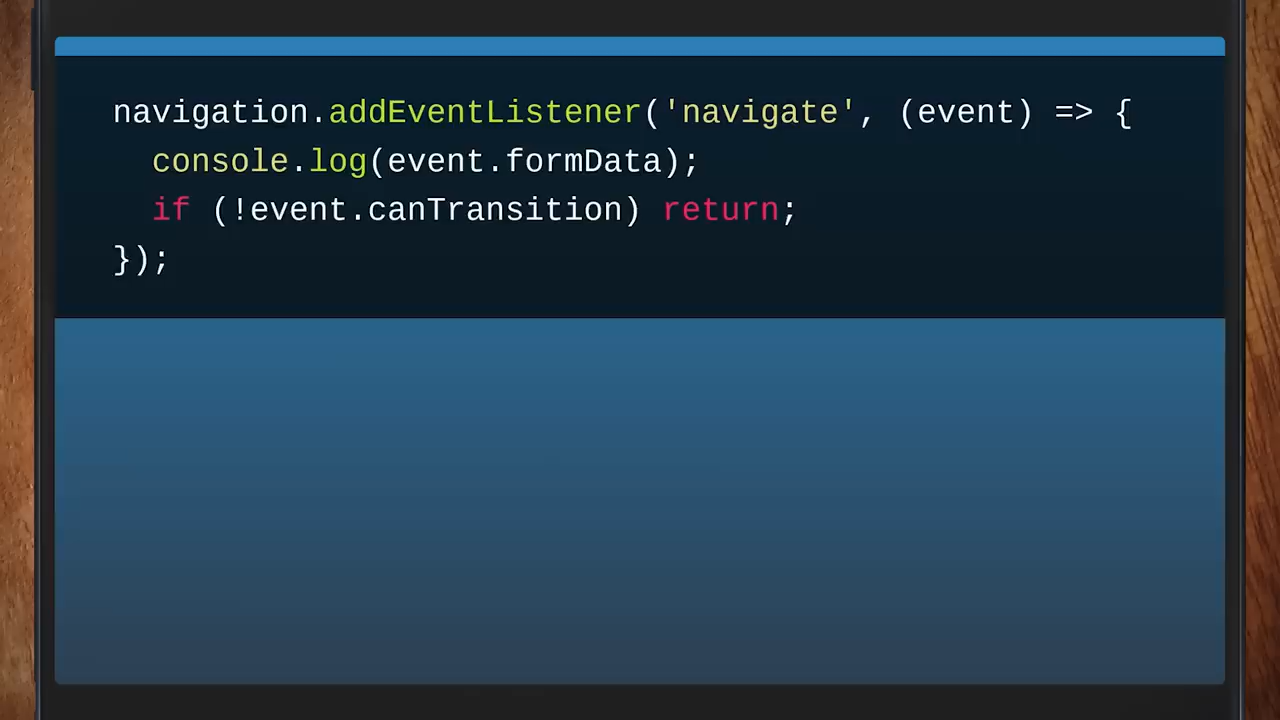 navigation.addEventListener('navigate', (event) => {
  console.log(event.formData);
  if (!event.canTransition) return;
});